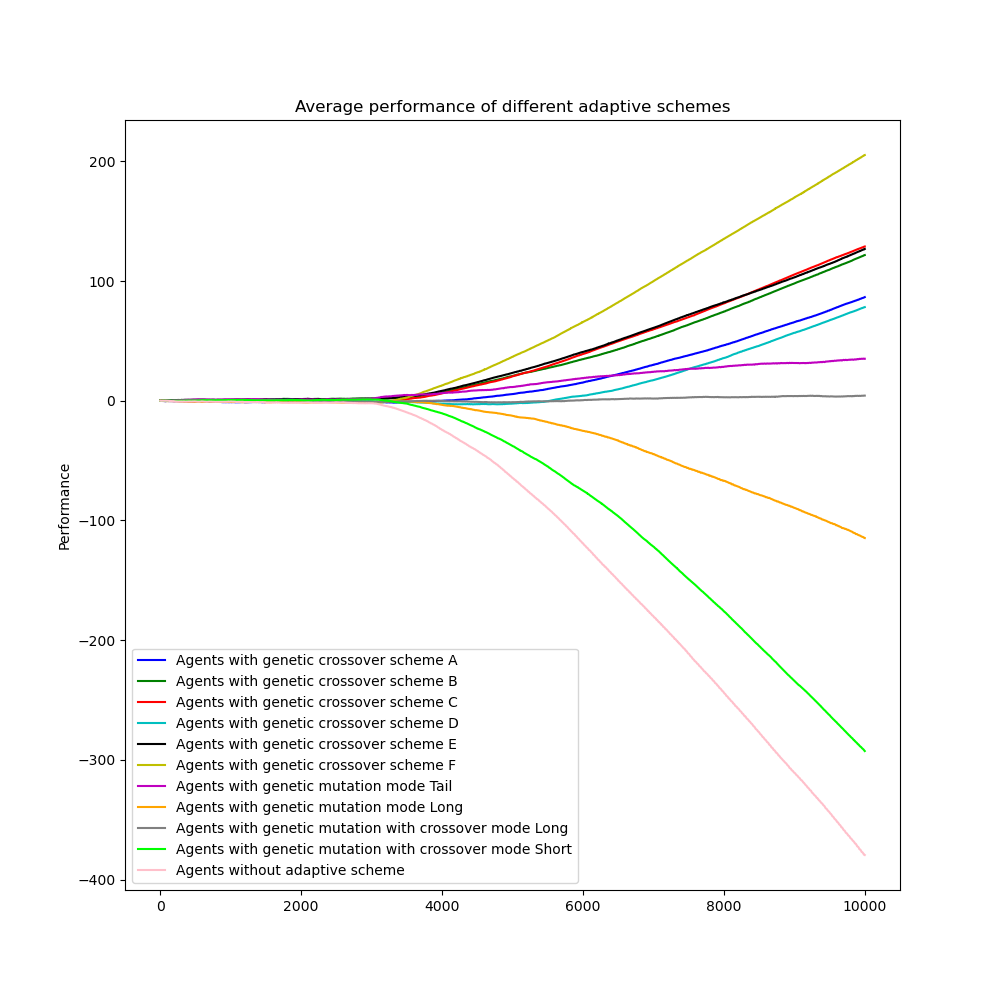 Average performance of different adaptive schemes
200
100
0
−100
−200
−300
−400
Performance
Agents with genetic crossover scheme A
Agents with genetic crossover scheme B
Agents with genetic crossover scheme C
Agents with genetic crossover scheme D
Agents with genetic crossover scheme E
Agents with genetic crossover scheme F
Agents with genetic mutation mode Tail
Agents with genetic mutation mode Long
Agents with genetic mutation with crossover mode Long
Agents with genetic mutation with crossover mode Short
Agents without adaptive scheme
0 2000 4000 6000 8000 10000